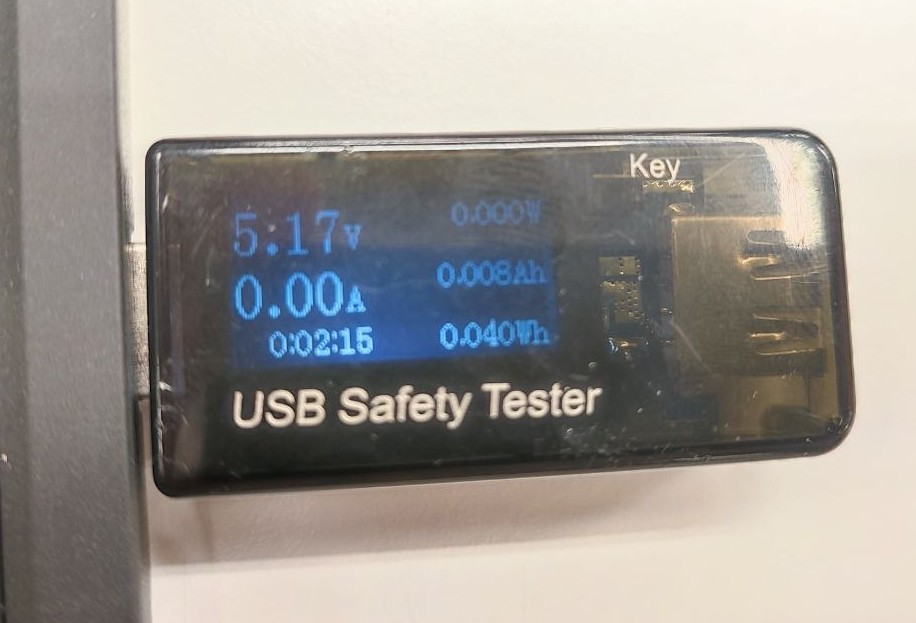 Key
5.17V 0.000W
0.00A 0.008Ah
0:02:15 0.040Wh
USB Safety Tester